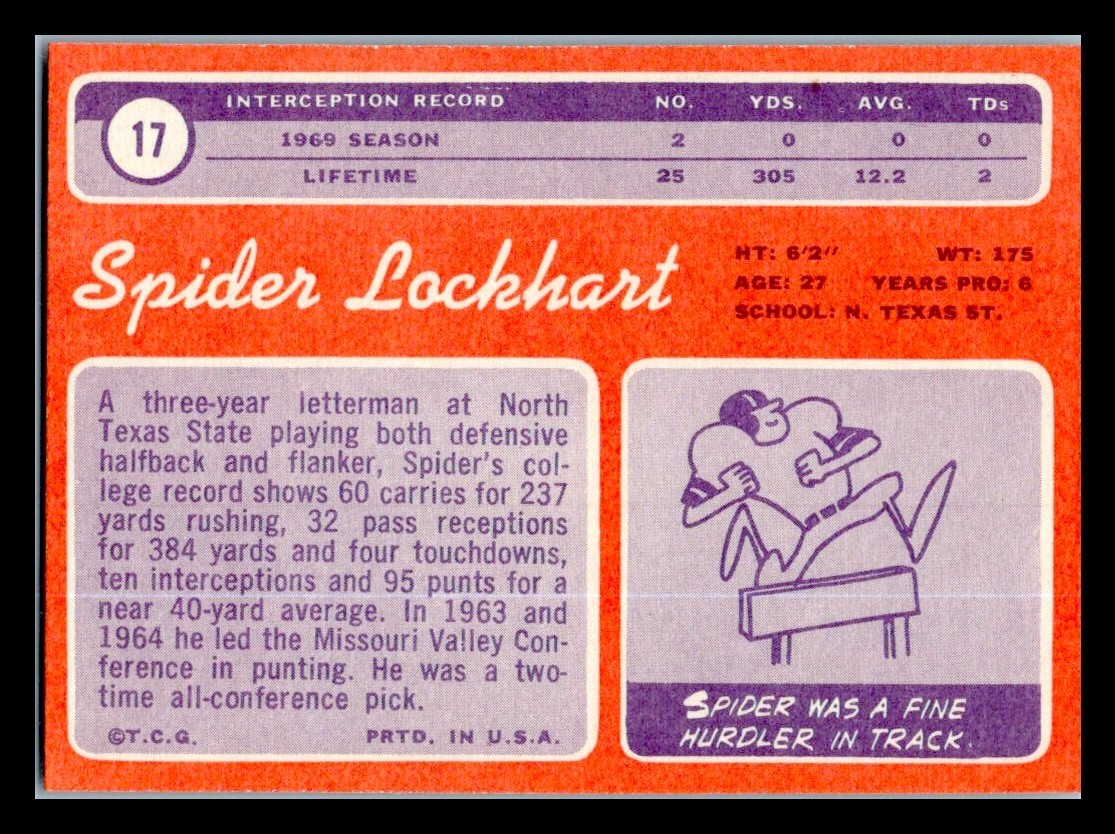 17
INTERCEPTION RECORD NO. YDS. AVG. TDs
1969 SEASON 2 0 0 0
LIFETIME 25 305 12.2 2
Spider Lockhart
HT: 6'2" WT: 175
AGE: 27 YEARS PRO: 6
SCHOOL: N. TEXAS ST.
A three-year letterman at North
Texas State playing both defensive
halfback and flanker, Spider's col-
lege record shows 60 carries for 237
yards rushing, 32 pass receptions
for 384 yards and four touchdowns,
ten interceptions and 95 punts for a
near 40-yard average. In 1963 and
1964 he led the Missouri Valley Con-
ference in punting. He was a two-
time all-conference pick.
©T.C.G. PRTD. IN U.S.A.
SPIDER WAS A FINE
HURDLER IN TRACK.